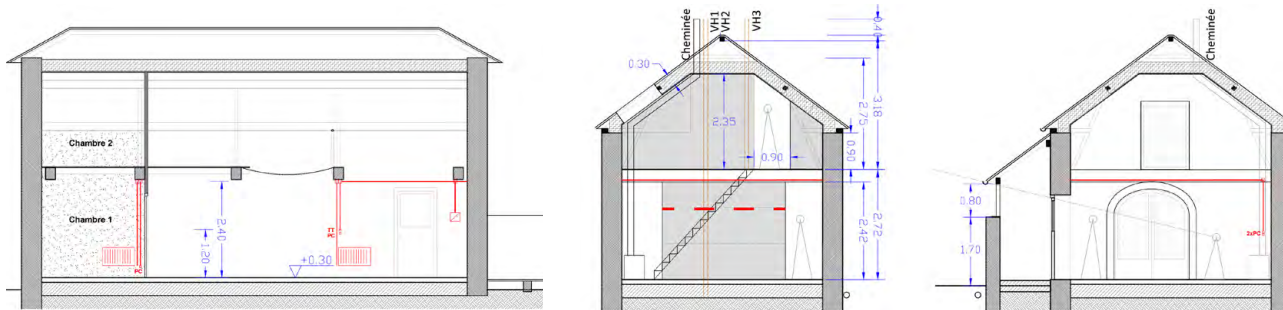 Chambre 2
Chambre 1
PC
1.20
2.40
PC
+0.30
Cheminée
VH1
VH2
VH3
0.40
0.30
2.35
0.90
0.90
2.75
3.18
2.42
2.72
Cheminée
0.80
1.70
2xPC